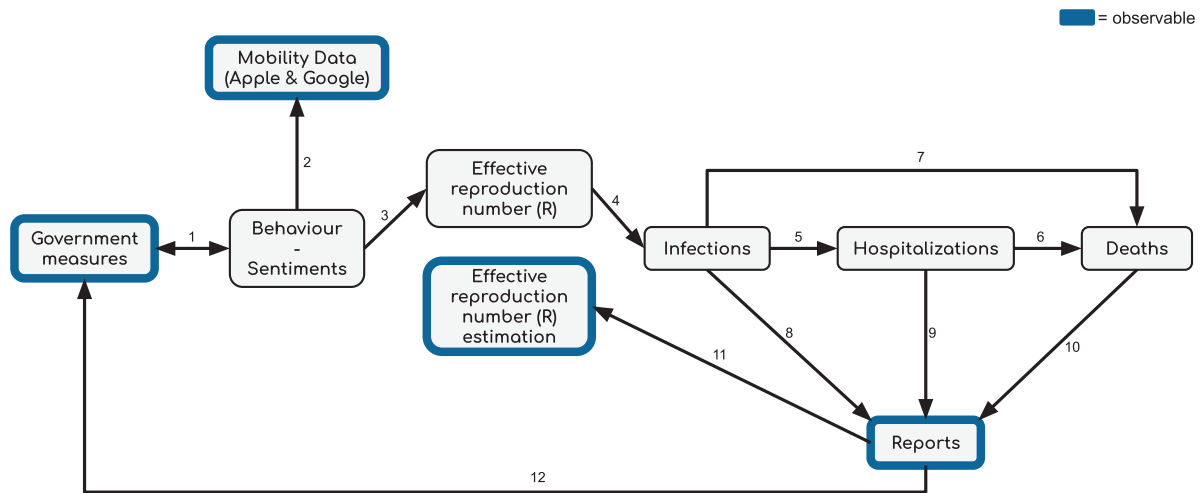 = observable
Mobility Data
(Apple & Google)
2
7
Effective
reproduction
number (R)
4
3
Government
measures
1
Behaviour
-
Sentiments
Infections
5
Hospitalizations
6
Deaths
Effective
reproduction
number (R)
estimation
11
8
9
10
Reports
12